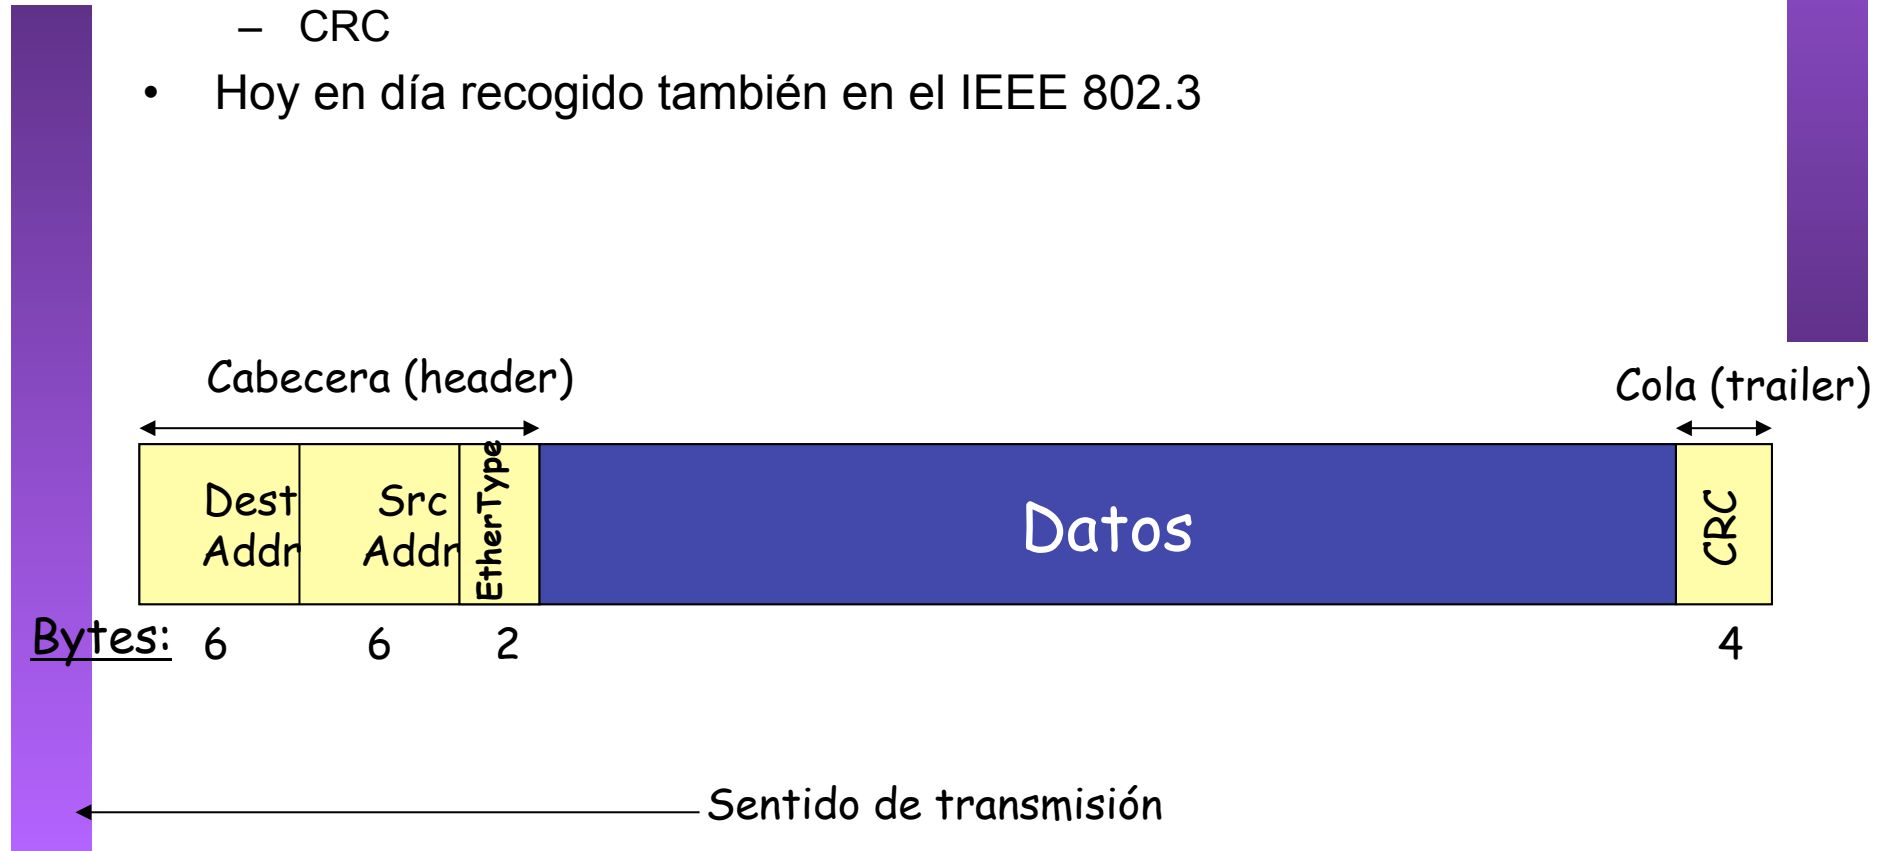 – CRC
• Hoy en día recogido también en el IEEE 802.3
Cabecera (header)
Cola (trailer)
Dest
Addr
Src
Addr
EtherType
Datos
CRC
Bytes: 6 6 2 4
Sentido de transmisión